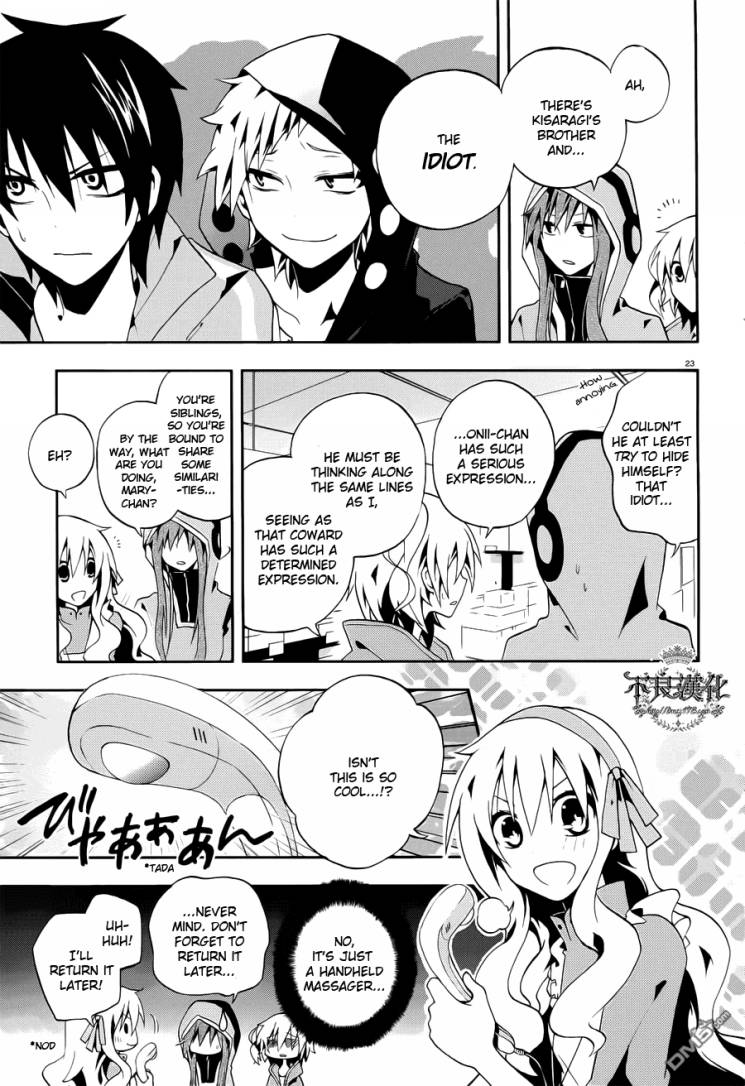 AH,
THERE'S
KISARAGI'S
BROTHER
AND...
THE
IDIOT.
23
COULDN'T
HE AT LEAST
TRY TO HIDE
HIMSELF?
THAT
IDIOT...
How
annoying
...ONII-CHAN
HAS SUCH
A SERIOUS
EXPRESSION...
HE MUST BE
THINKING ALONG
THE SAME LINES
AS I,
SEEING AS
THAT COWARD
HAS SUCH A
DETERMINED
EXPRESSION.
YOU'RE
SIBLINGS,
SO YOU'RE
BOUND TO
SHARE
SOME
SIMILARI
-TIES...
BY THE
WAY, WHAT
ARE YOU
DOING,
MARY-
CHAN?
EH?
不良漢化
ISN'T
THIS IS SO
COOL...!?
びゃああぁん
*TADA
NO,
IT'S JUST
A HANDHELD
MASSAGER...
...NEVER
MIND. DON'T
FORGET TO
RETURN IT
LATER...
UH-
HUH!
I'LL
RETURN IT
LATER!
*NOD